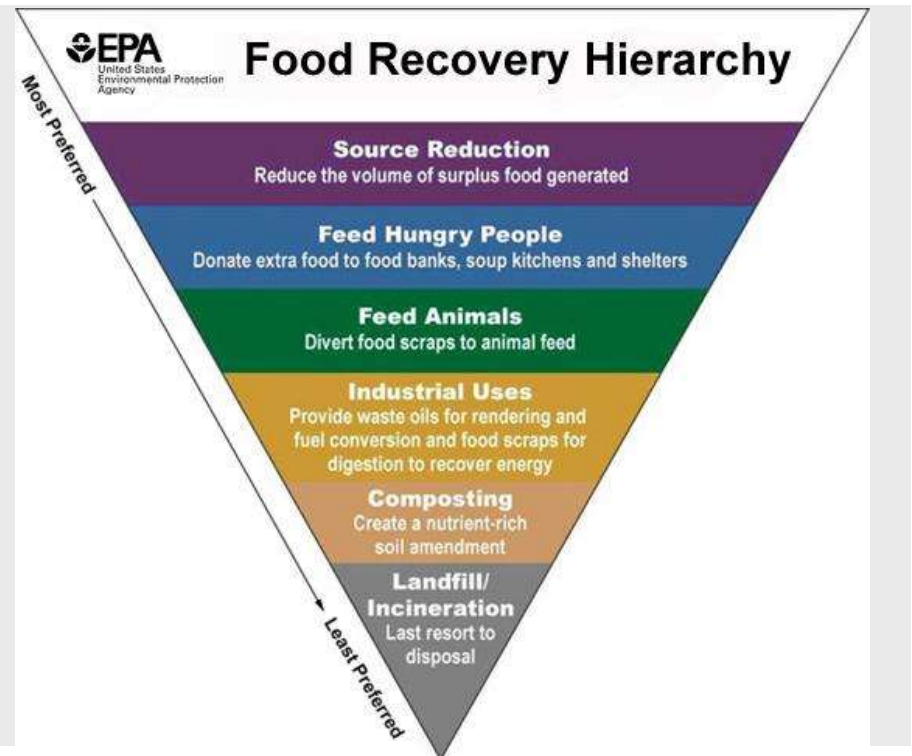 EPA
United States
Environmental Protection
Agency
Food Recovery Hierarchy
Most Preferred
Source Reduction
Reduce the volume of surplus food generated
Feed Hungry People
Donate extra food to food banks, soup kitchens and shelters
Feed Animals
Divert food scraps to animal feed
Industrial Uses
Provide waste oils for rendering and
fuel conversion and food scraps for
digestion to recover energy
Composting
Create a nutrient-rich
soil amendment
Landfill/
Incineration
Last resort to
disposal
Least Preferred